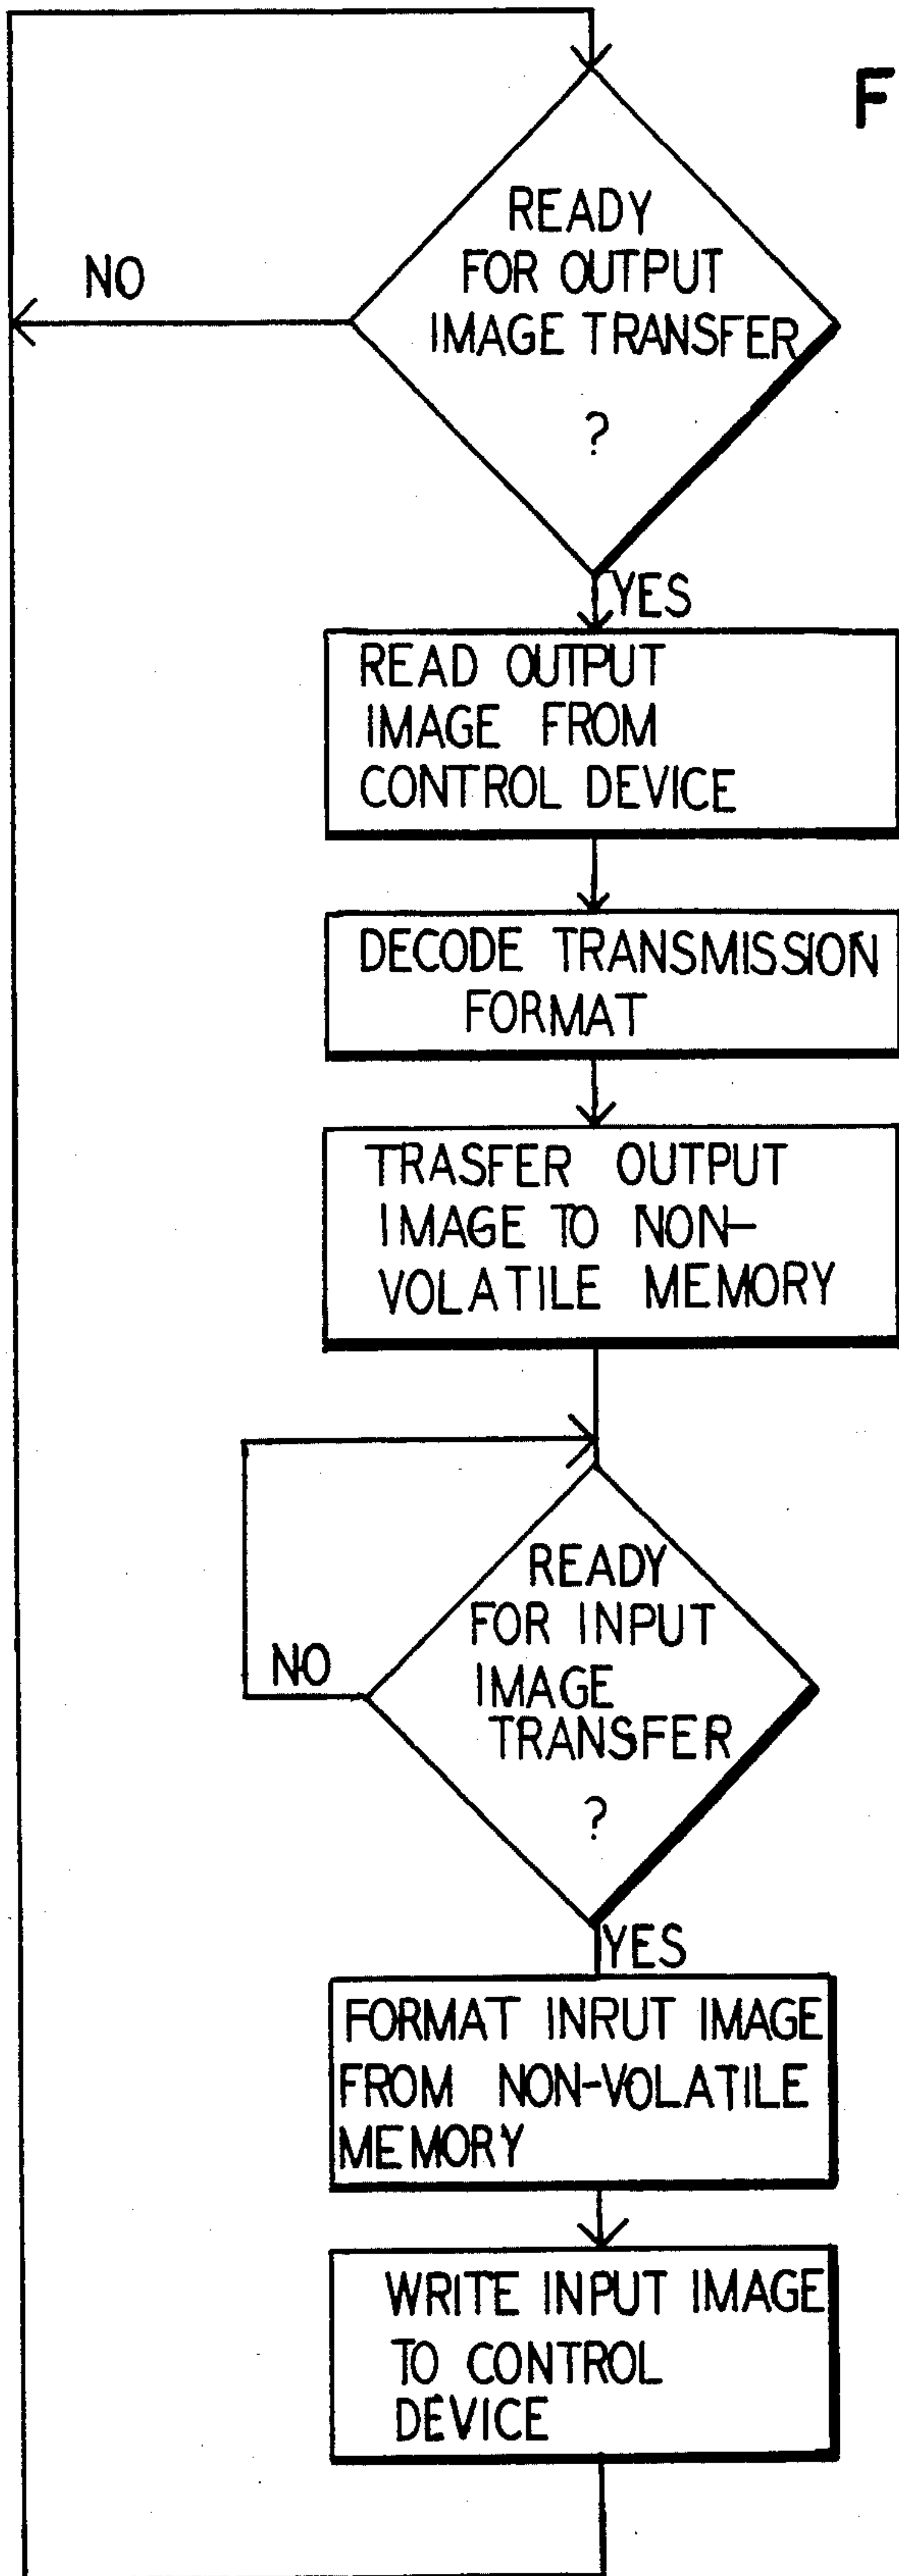 F
READY
FOR OUTPUT
IMAGE TRANSFER
?
NO
YES
READ OUTPUT
IMAGE FROM
CONTROL DEVICE
DECODE TRANSMISSION
FORMAT
TRASFER OUTPUT
IMAGE TO NON-
VOLATILE MEMORY
READY
FOR INPUT
IMAGE
TRANSFER
?
NO
YES
FORMAT INRUT IMAGE
FROM NON-VOLATILE
MEMORY
WRITE INPUT IMAGE
TO CONTROL
DEVICE